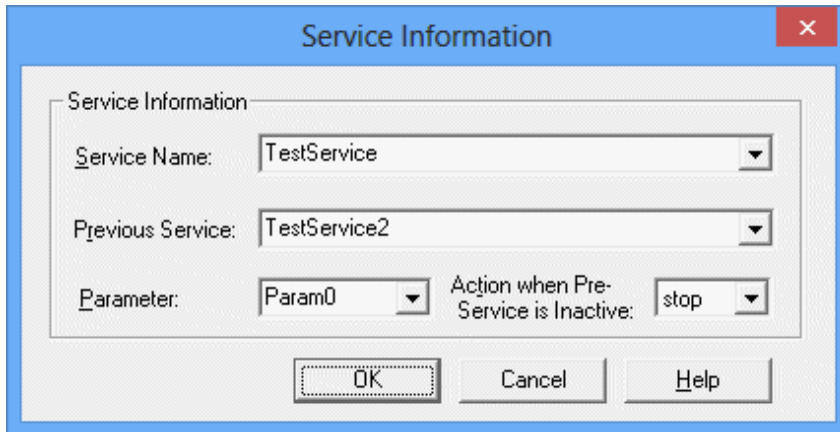 Service Information
Service Information
Service Name: TestService
Previous Service: TestService2
Parameter: Param0 Action when Pre-
Service is Inactive: stop
OK Cancel Help